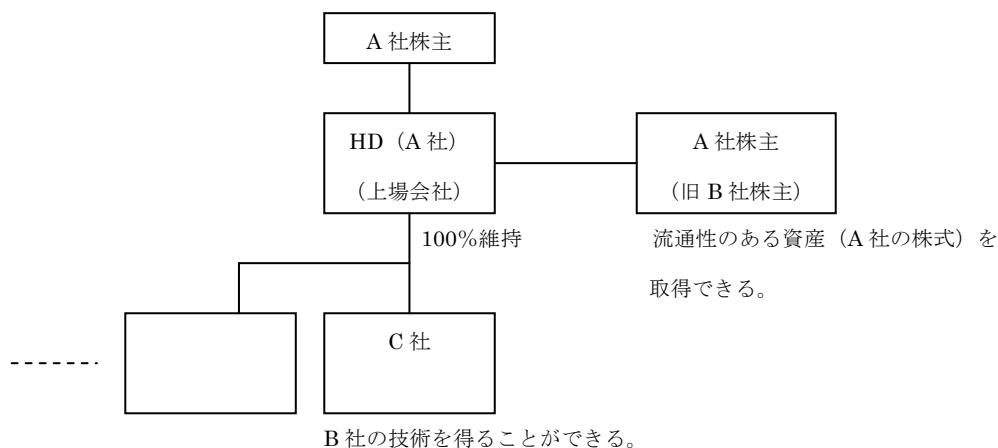 A 社株主
HD（A 社）
（上場会社）
A 社株主
（旧 B 社株主）
100％維持
流通性のある資産（A 社の株式）を
取得できる。
C 社
B 社の技術を得ることができる。